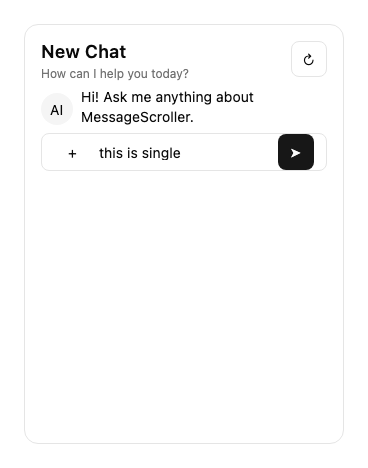 New Chat
How can I help you today?
AI
Hi! Ask me anything about
MessageScroller.
+ this is single